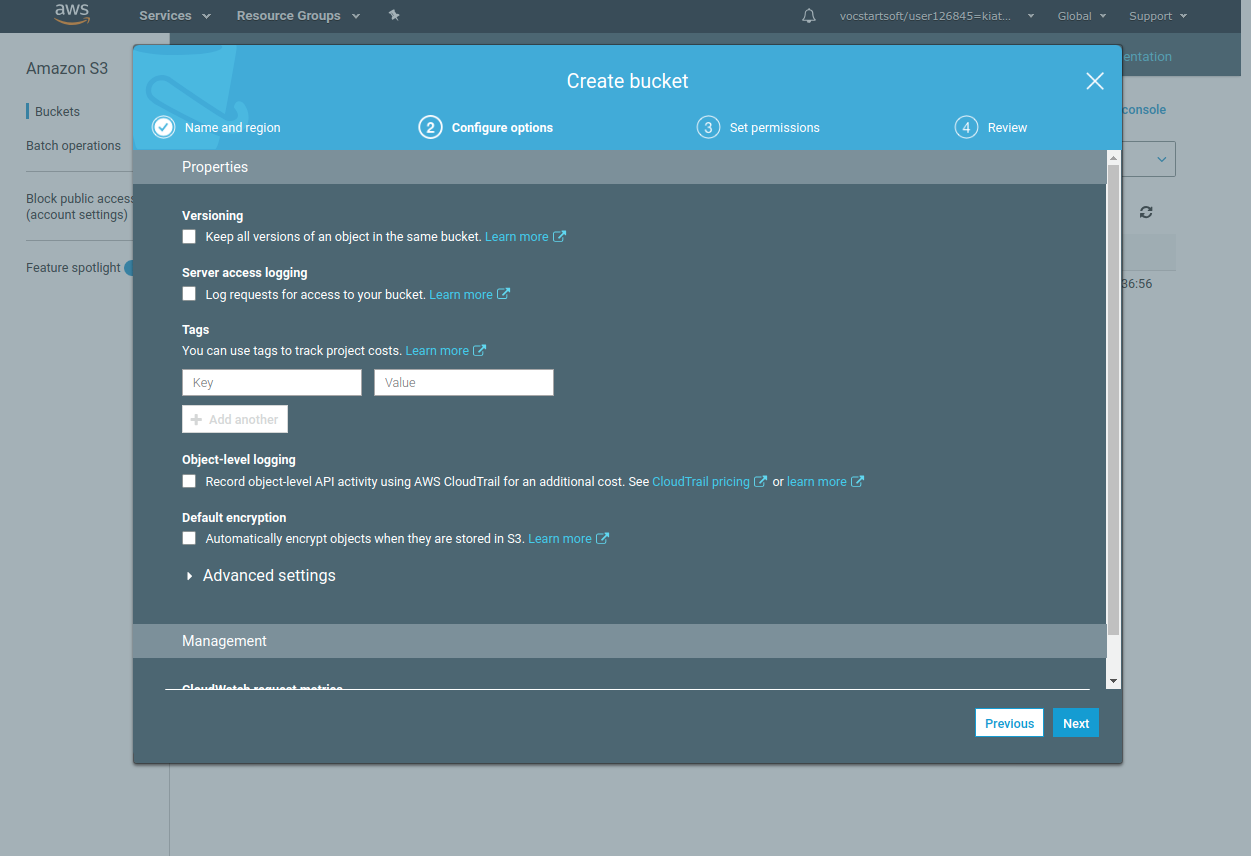 aws
Services
Resource Groups
vocstartsoft/user126845=kiat...
Global
Support
Amazon S3
Buckets
Batch operations
Block public access
(account settings)
Feature spotlight
entation
console
36:56
Create bucket
Name and region
2 Configure options
3 Set permissions
4 Review
Properties
Versioning
Keep all versions of an object in the same bucket. Learn more
Server access logging
Log requests for access to your bucket. Learn more
Tags
You can use tags to track project costs. Learn more
Key Value
Add another
Object-level logging
Record object-level API activity using AWS CloudTrail for an additional cost. See CloudTrail pricing or learn more
Default encryption
Automatically encrypt objects when they are stored in S3. Learn more
Advanced settings
Management
CloudWatch request metrics
Previous Next